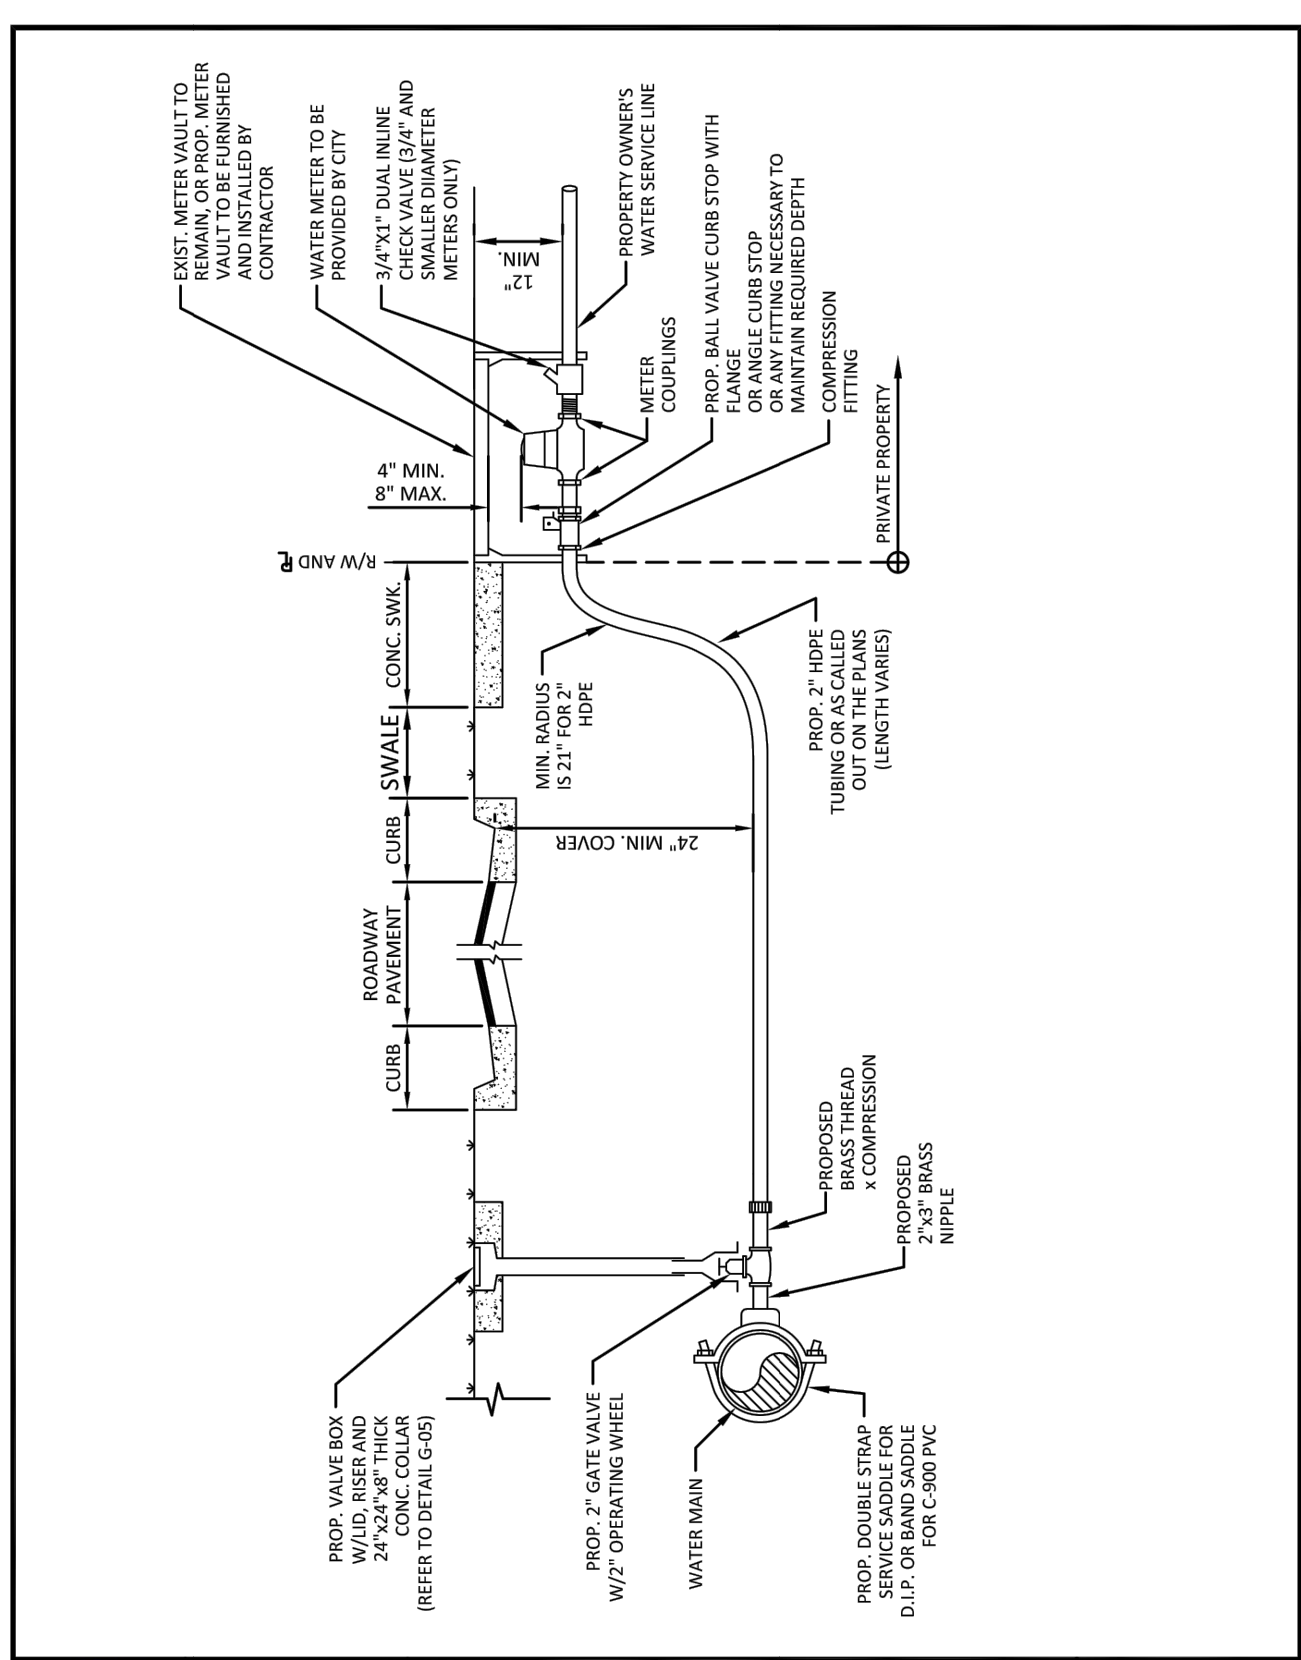 EXIST. METER VAULT TO
REMAIN, OR PROP. METER
VAULT TO BE FURNISHED
AND INSTALLED BY
CONTRACTOR
WATER METER TO BE
PROVIDED BY CITY
3/4"X1" DUAL INLINE
CHECK VALVE (3/4" AND
SMALLER DIIAMETER
METERS ONLY)
12"
MIN.
PROPERTY OWNER'S
WATER SERVICE LINE
METER
COUPLINGS
PROP. BALL VALVE CURB STOP WITH
FLANGE
OR ANGLE CURB STOP
OR ANY FITTING NECESSARY TO
MAINTAIN REQUIRED DEPTH
COMPRESSION
FITTING
PRIVATE PROPERTY
4" MIN.
8" MAX.
R/W AND PL
CONC. SWK.
SWALE
CURB
ROADWAY
PAVEMENT
CURB
MIN. RADIUS
IS 21" FOR 2"
HDPE
24" MIN. COVER
PROP. 2" HDPE
TUBING OR AS CALLED
OUT ON THE PLANS
(LENGTH VARIES)
PROPOSED
BRASS THREAD
x COMPRESSION
PROPOSED
2"x3" BRASS
NIPPLE
PROP. VALVE BOX
W/LID, RISER AND
24"x24"x8" THICK
CONC. COLLAR
(REFER TO DETAIL G-05)
PROP. 2" GATE VALVE
W/2" OPERATING WHEEL
WATER MAIN
PROP. DOUBLE STRAP
SERVICE SADDLE FOR
D.I.P. OR BAND SADDLE
FOR C-900 PVC